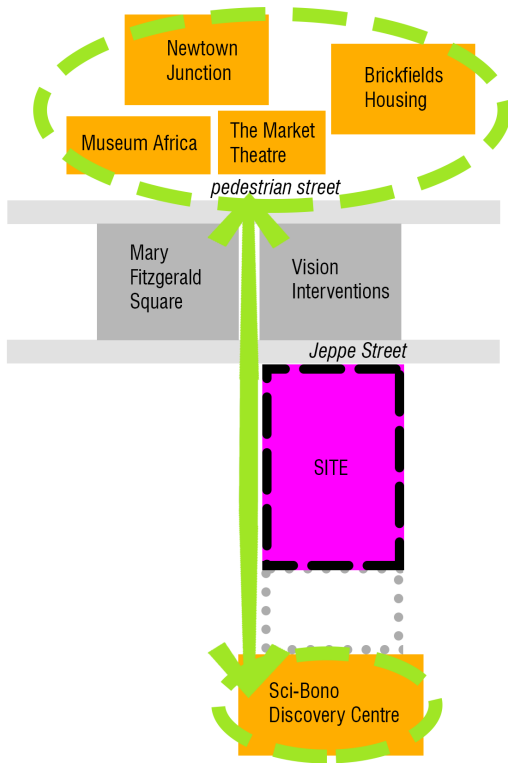 Newtown
Junction
Brickfields
Housing
Museum Africa
The Market
Theatre
pedestrian street
Mary
Fitzgerald
Square
Vision
Interventions
Jeppe Street
SITE
Sci-Bono
Discovery Centre